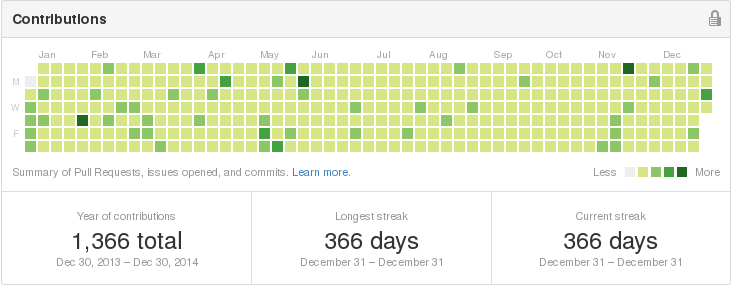 Contributions
Jan Feb Mar Apr May Jun Jul Aug Sep Oct Nov Dec
M
W
F
Summary of Pull Requests, issues opened, and commits. Learn more.
Less More
Year of contributions
1,366 total
Dec 30, 2013 – Dec 30, 2014
Longest streak
366 days
December 31 – December 31
Current streak
366 days
December 31 – December 31